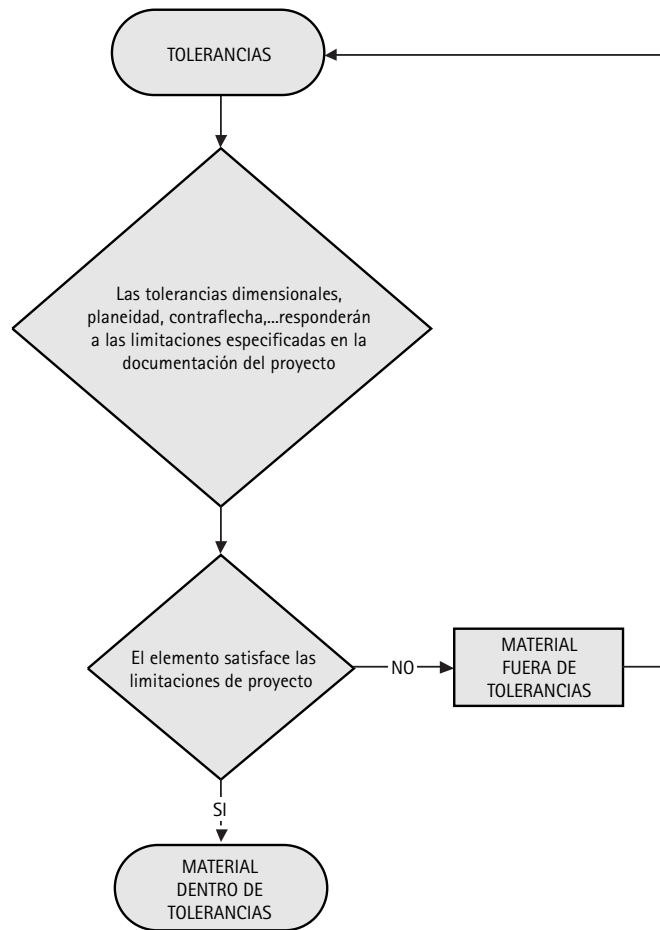 TOLERANCIAS
Las tolerancias dimensionales,
planeidad, contraflecha,...responderán
a las limitaciones especificadas en la
documentación del proyecto
El elemento satisface las
limitaciones de proyecto
NO
MATERIAL
FUERA DE
TOLERANCIAS
SI
MATERIAL
DENTRO DE
TOLERANCIAS